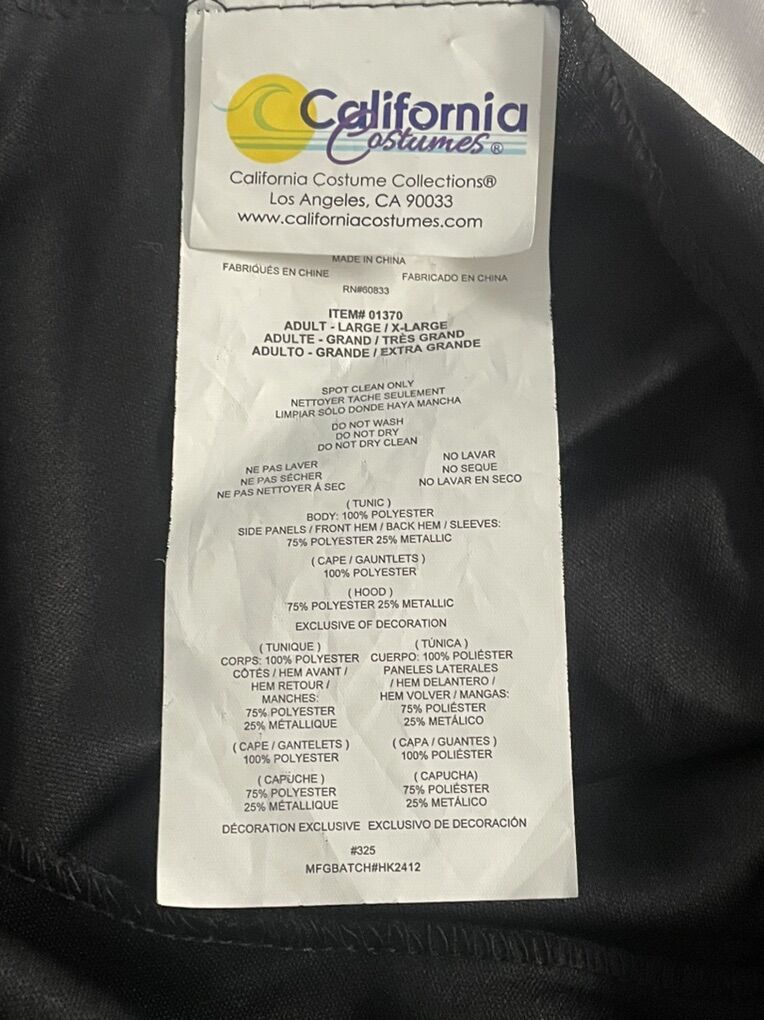 California
Costumes®
California Costume Collections®
Los Angeles, CA 90033
www.californiacostumes.com
MADE IN CHINA
FABRIQUÉS EN CHINE FABRICADO EN CHINA
RN#60833
ITEM# 01370
ADULT - LARGE / X-LARGE
ADULTE - GRAND / TRÈS GRAND
ADULTO - GRANDE / EXTRA GRANDE
SPOT CLEAN ONLY
NETTOYER TACHE SEULEMENT
LIMPIAR SÓLO DONDE HAYA MANCHA
DO NOT WASH
DO NOT DRY
DO NOT DRY CLEAN
NE PAS LAVER
NE PAS SÉCHER
NE PAS NETTOYER Á SEC
NO LAVAR
NO SEQUE
NO LAVAR EN SECO
( TUNIC )
BODY: 100% POLYESTER
SIDE PANELS / FRONT HEM / BACK HEM / SLEEVES:
75% POLYESTER 25% METALLIC
( CAPE / GAUNTLETS )
100% POLYESTER
( HOOD )
75% POLYESTER 25% METALLIC
EXCLUSIVE OF DECORATION
( TUNIQUE )
CORPS: 100% POLYESTER
CÔTÉS / HEM AVANT /
HEM RETOUR /
MANCHES:
75% POLYESTER
25% MÉTALLIQUE
( CAPE / GANTELETS )
100% POLYESTER
( CAPUCHE )
75% POLYESTER
25% MÉTALLIQUE
( TÚNICA )
CUERPO: 100% POLIÉSTER
PANELES LATERALES
/ HEM DELANTERO /
HEM VOLVER / MANGAS:
75% POLIÉSTER
25% METÁLICO
( CAPA / GUANTES )
100% POLIÉSTER
( CAPUCHA)
75% POLIÉSTER
25% METÁLICO
DÉCORATION EXCLUSIVE EXCLUSIVO DE DECORACIÓN
#325
MFGBATCH#HK2412